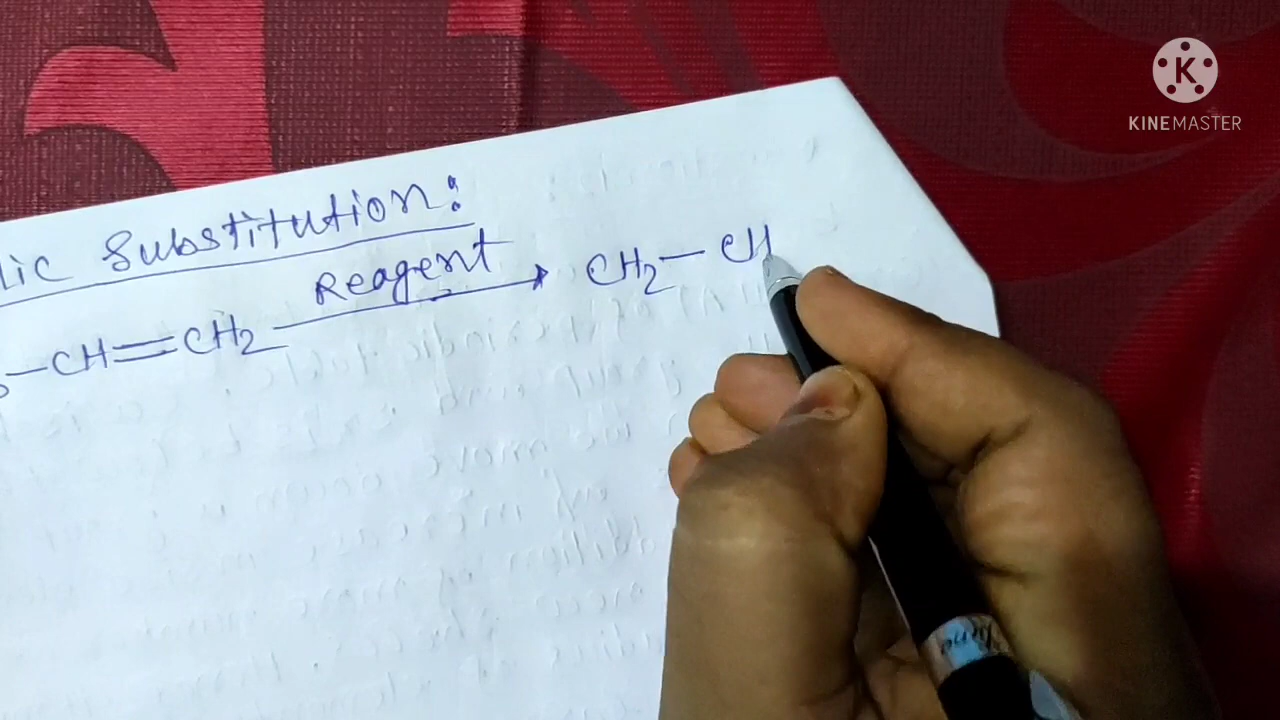 lic Substitution:
-CH=CH2 Reagent → CH2-CH
K
KINEMASTER